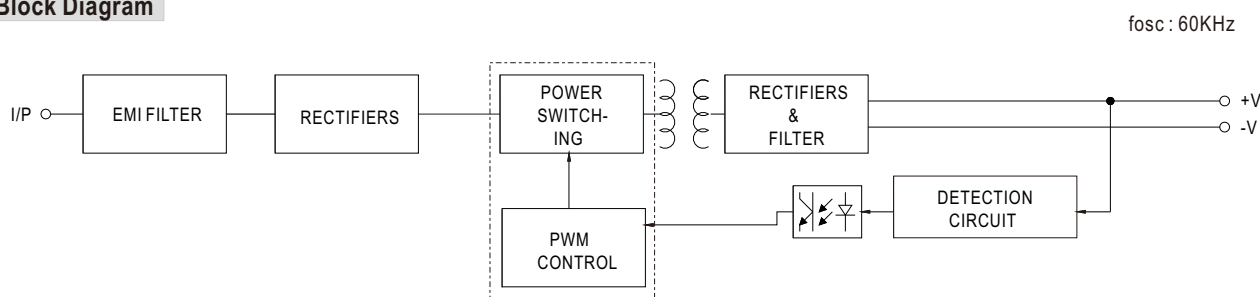 Block Diagram
fosc : 60KHz
I/P
EMI FILTER
RECTIFIERS
POWER
SWITCH-
ING
RECTIFIERS
&
FILTER
+V
-V
PWM
CONTROL
DETECTION
CIRCUIT